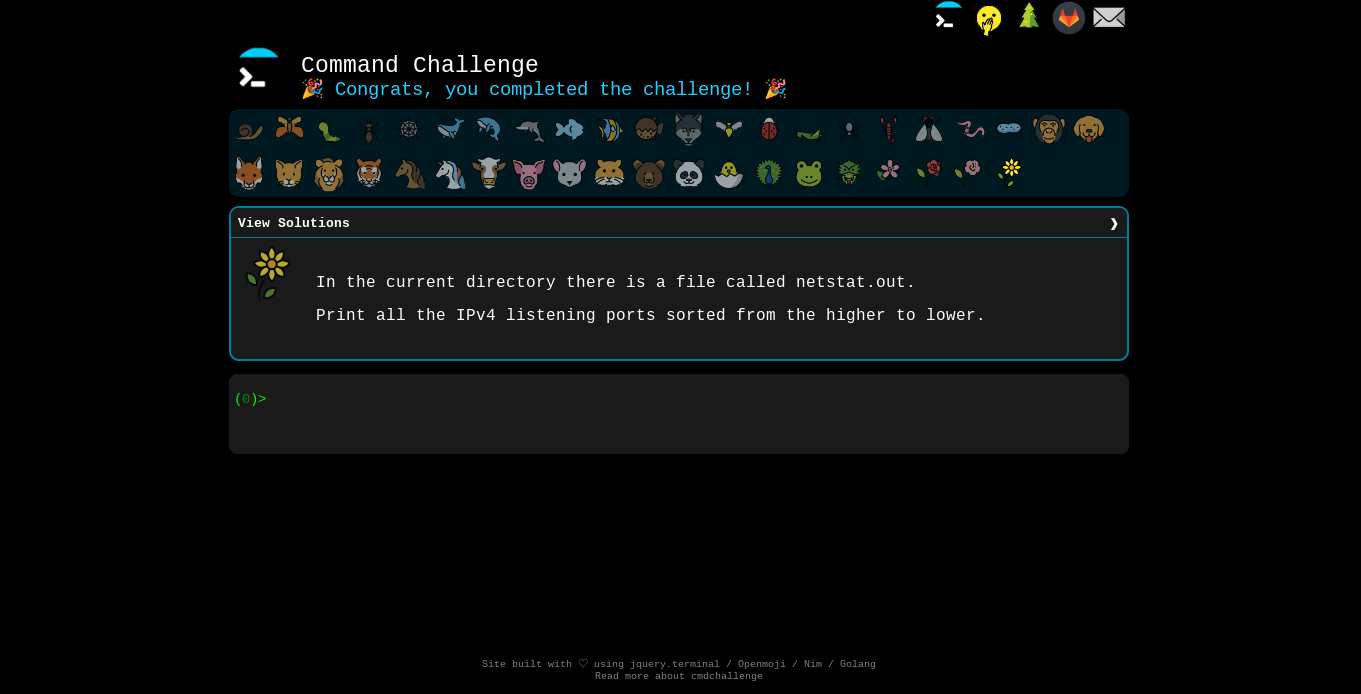 Command Challenge
🎉 Congrats, you completed the challenge! 🎉
View Solutions ❱
In the current directory there is a file called netstat.out.
Print all the IPv4 listening ports sorted from the higher to lower.
(0)>
Site built with ♡ using jquery.terminal / Openmoji / Nim / Golang
Read more about cmdchallenge